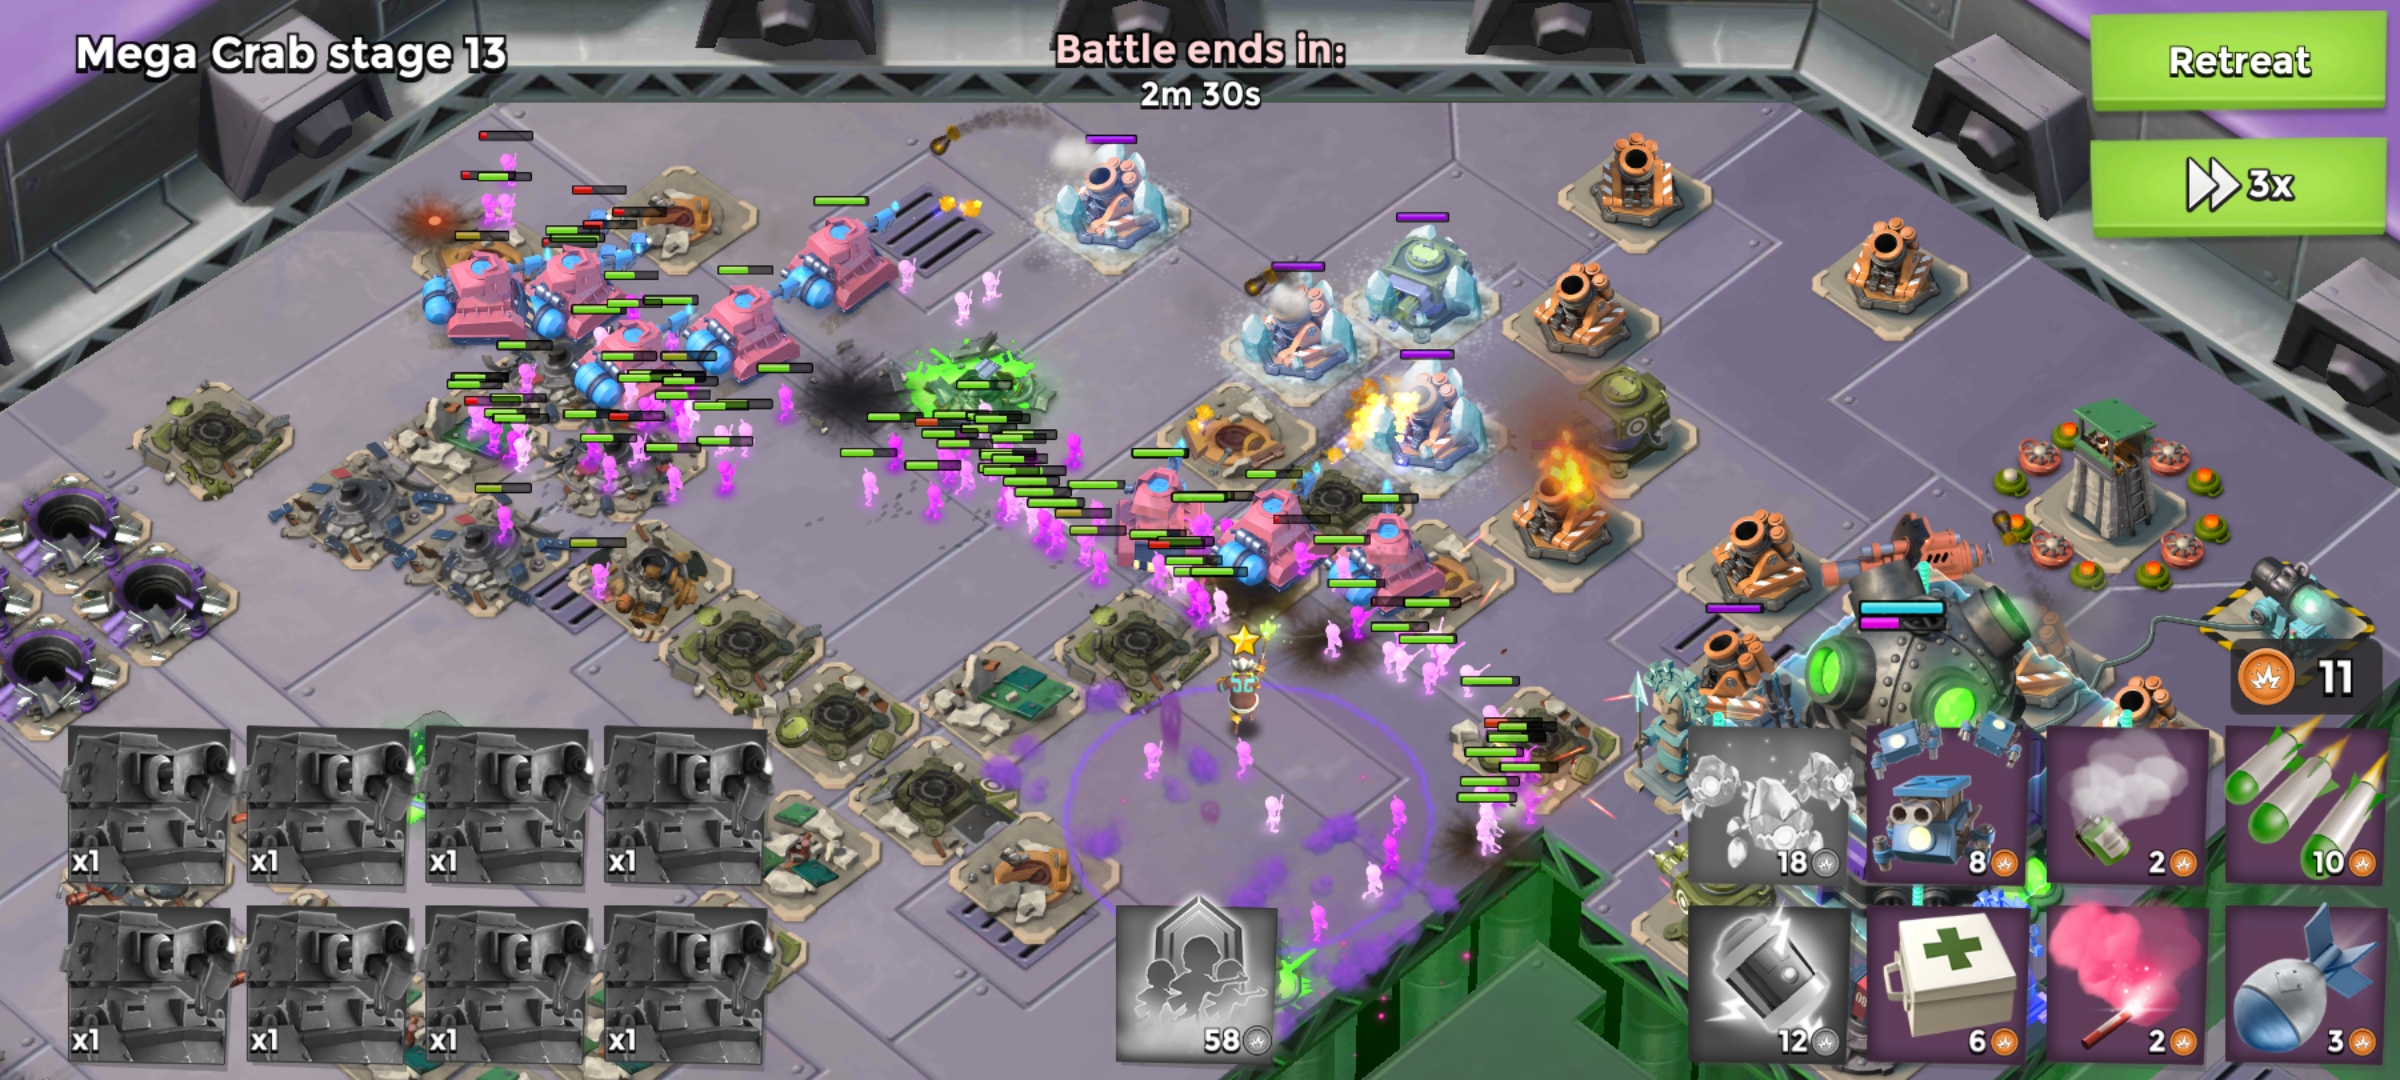 Mega Crab stage 13
Battle ends in:
2m 30s
Retreat
3x
11
x1
x1
x1
x1
18
8
2
10
x1
x1
x1
x1
58
12
6
2
3